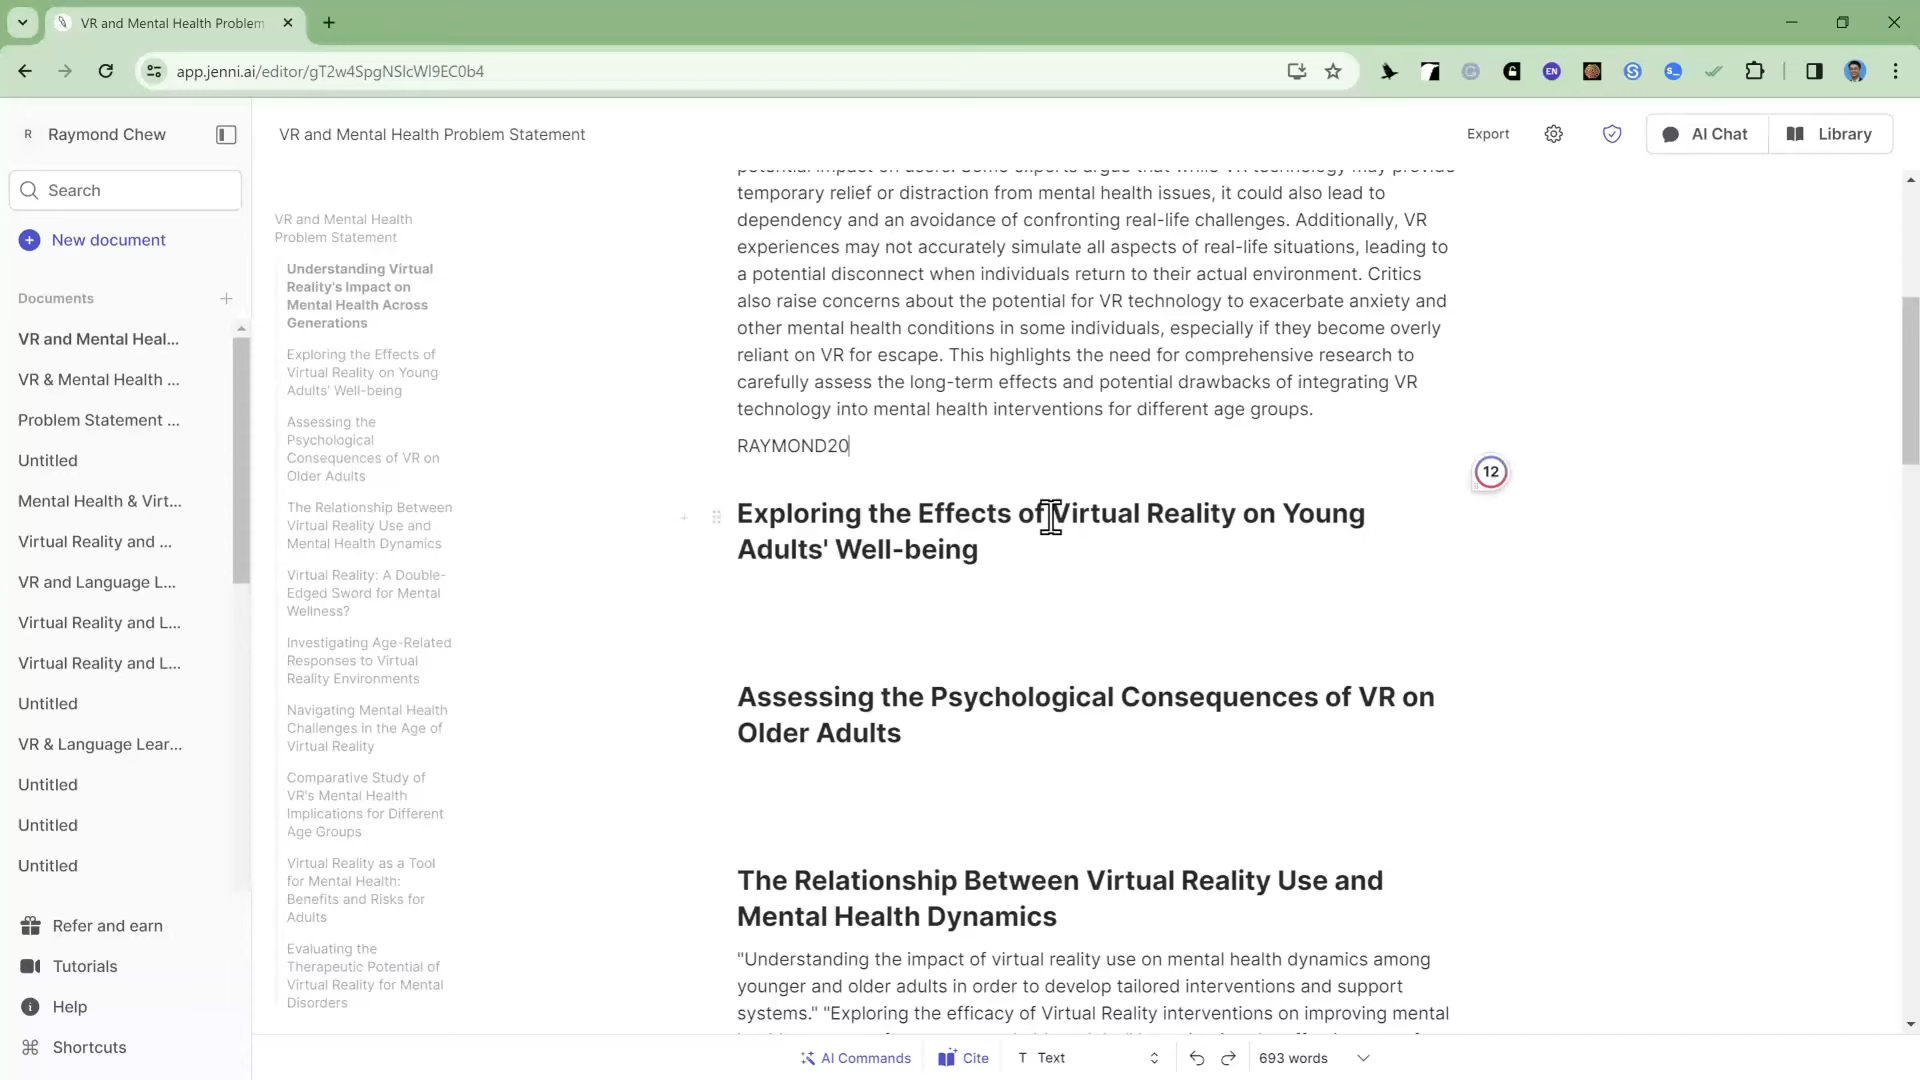 VR and Mental Health Problem
app.jenni.ai/editor/gT2w4SpgNSIcWI9EC0b4
EN
R Raymond Chew
VR and Mental Health Problem Statement
Export
AI Chat
Library
Search
New document
Documents
VR and Mental Heal...
VR & Mental Health ...
Problem Statement ...
Untitled
Mental Health & Virt...
Virtual Reality and ...
VR and Language L...
Virtual Reality and L...
Virtual Reality and L...
Untitled
VR & Language Lear...
Untitled
Untitled
Untitled
Refer and earn
Tutorials
Help
Shortcuts
VR and Mental Health
Problem Statement
Understanding Virtual
Reality's Impact on
Mental Health Across
Generations
Exploring the Effects of
Virtual Reality on Young
Adults' Well-being
Assessing the
Psychological
Consequences of VR on
Older Adults
The Relationship Between
Virtual Reality Use and
Mental Health Dynamics
Virtual Reality: A Double-
Edged Sword for Mental
Wellness?
Investigating Age-Related
Responses to Virtual
Reality Environments
Navigating Mental Health
Challenges in the Age of
Virtual Reality
Comparative Study of
VR's Mental Health
Implications for Different
Age Groups
Virtual Reality as a Tool
for Mental Health:
Benefits and Risks for
Adults
Evaluating the
Therapeutic Potential of
Virtual Reality for Mental
Disorders
potential impact on users. Some experts argue that while VR technology may provide
temporary relief or distraction from mental health issues, it could also lead to
dependency and an avoidance of confronting real-life challenges. Additionally, VR
experiences may not accurately simulate all aspects of real-life situations, leading to
a potential disconnect when individuals return to their actual environment. Critics
also raise concerns about the potential for VR technology to exacerbate anxiety and
other mental health conditions in some individuals, especially if they become overly
reliant on VR for escape. This highlights the need for comprehensive research to
carefully assess the long-term effects and potential drawbacks of integrating VR
technology into mental health interventions for different age groups.
RAYMOND20
12
Exploring the Effects of Virtual Reality on Young
Adults' Well-being
Assessing the Psychological Consequences of VR on
Older Adults
The Relationship Between Virtual Reality Use and
Mental Health Dynamics
"Understanding the impact of virtual reality use on mental health dynamics among
younger and older adults in order to develop tailored interventions and support
systems." "Exploring the efficacy of Virtual Reality interventions on improving mental
AI Commands
Cite
T Text
693 words